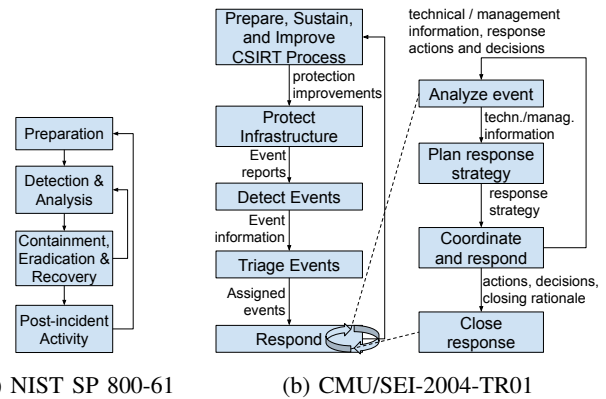 Preparation
Detection &
Analysis
Containment,
Eradication &
Recovery
Post-incident
Activity
) NIST SP 800-61
Prepare, Sustain,
and Improve
CSIRT Process
protection
improvements
Protect
Infrastructure
Event
reports
Detect Events
Event
information
Triage Events
Assigned
events
Respond
technical / management
information, response
actions and decisions
Analyze event
techn./manag.
information
Plan response
strategy
response
strategy
Coordinate
and respond
actions, decisions,
closing rationale
Close
response
(b) CMU/SEI-2004-TR01